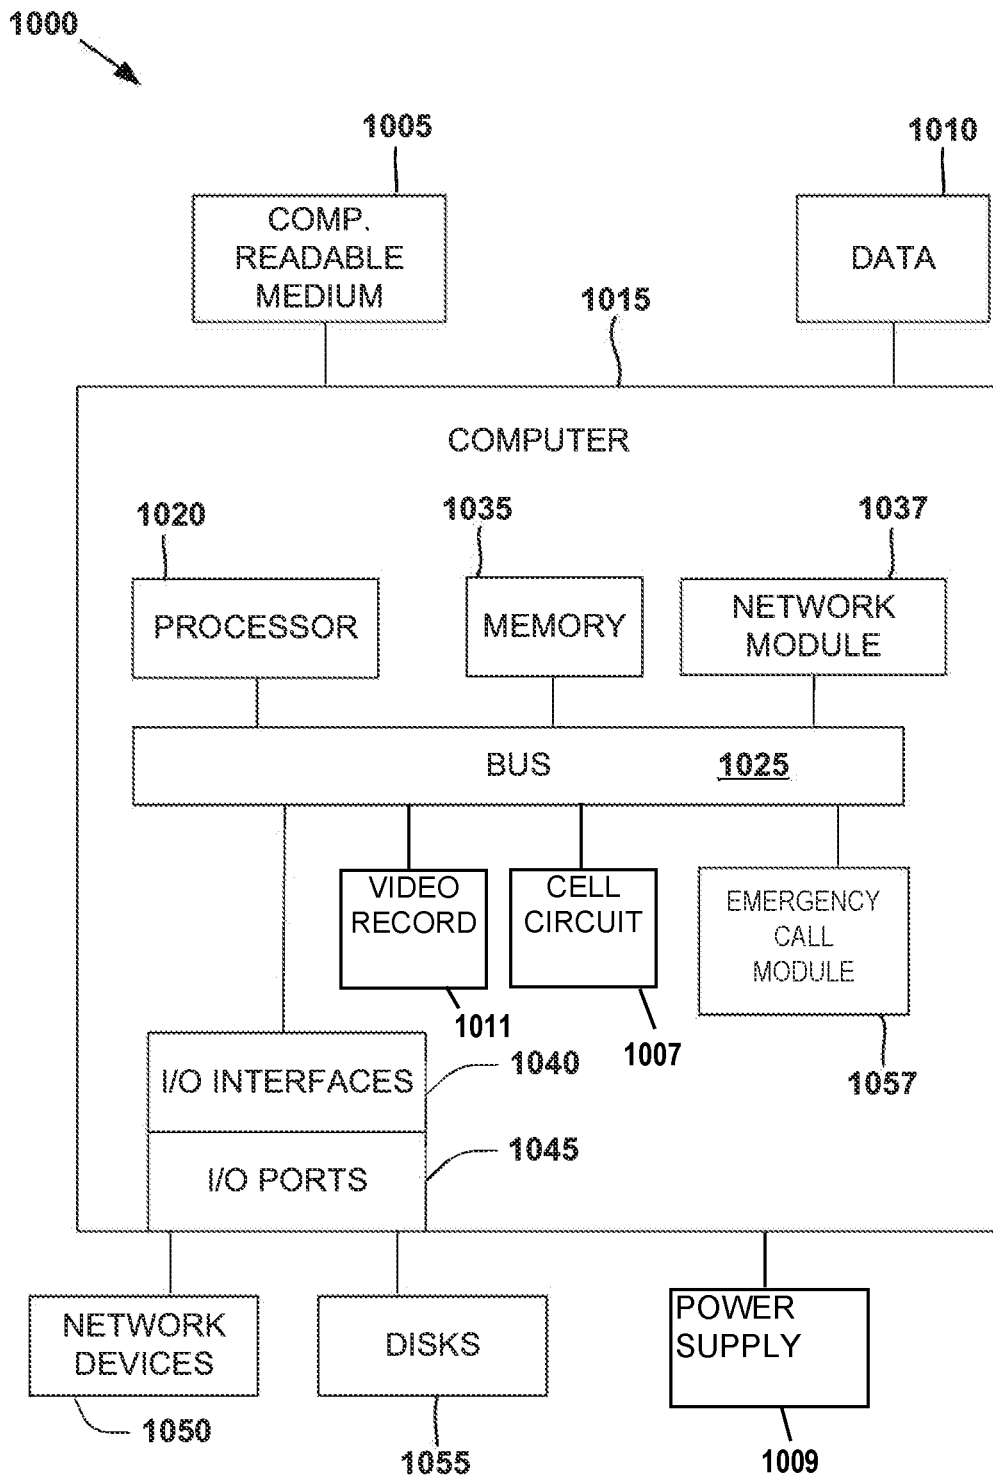 1000
1005
1010
COMP.
READABLE
MEDIUM
DATA
1015
COMPUTER
1020
1035
1037
PROCESSOR
MEMORY
NETWORK
MODULE
BUS 1025
VIDEO
RECORD
CELL
CIRCUIT
EMERGENCY
CALL
MODULE
1011
1007
1057
I/O INTERFACES
1040
I/O PORTS
1045
NETWORK
DEVICES
DISKS
POWER
SUPPLY
1050
1055
1009